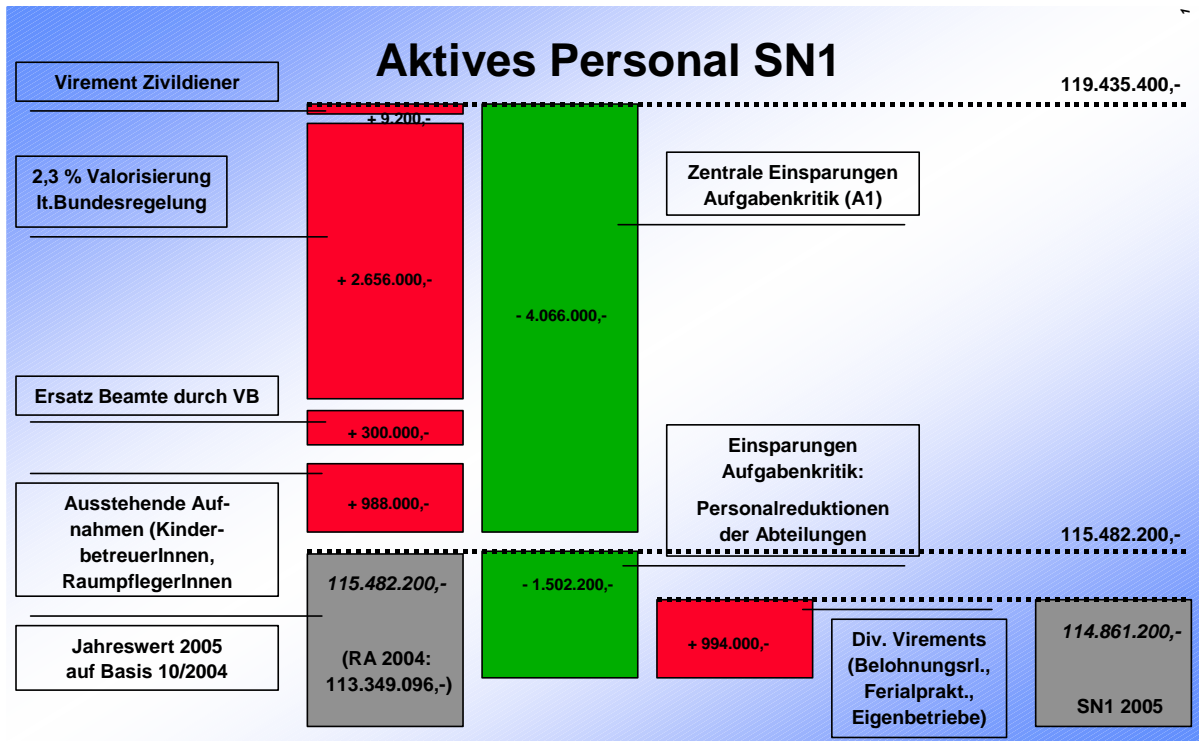 1
Aktives Personal SN1
Virement Zivildiener
119.435.400,-
+ 9.200,-
2,3 % Valorisierung
lt.Bundesregelung
Zentrale Einsparungen
Aufgabenkritik (A1)
+ 2.656.000,-
- 4.066.000,-
Ersatz Beamte durch VB
+ 300.000,-
Einsparungen
Aufgabenkritik:
Personalreduktionen
der Abteilungen
Ausstehende Auf-
nahmen (Kinder-
betreuerInnen,
RaumpflegerInnen
+ 988.000,-
115.482.200,-
115.482.200,-
- 1.502.200,-
Jahreswert 2005
auf Basis 10/2004
(RA 2004:
113.349.096,-)
+ 994.000,-
Div. Virements
(Belohnungsrl.,
Ferialprakt.,
Eigenbetriebe)
114.861.200,-
SN1 2005